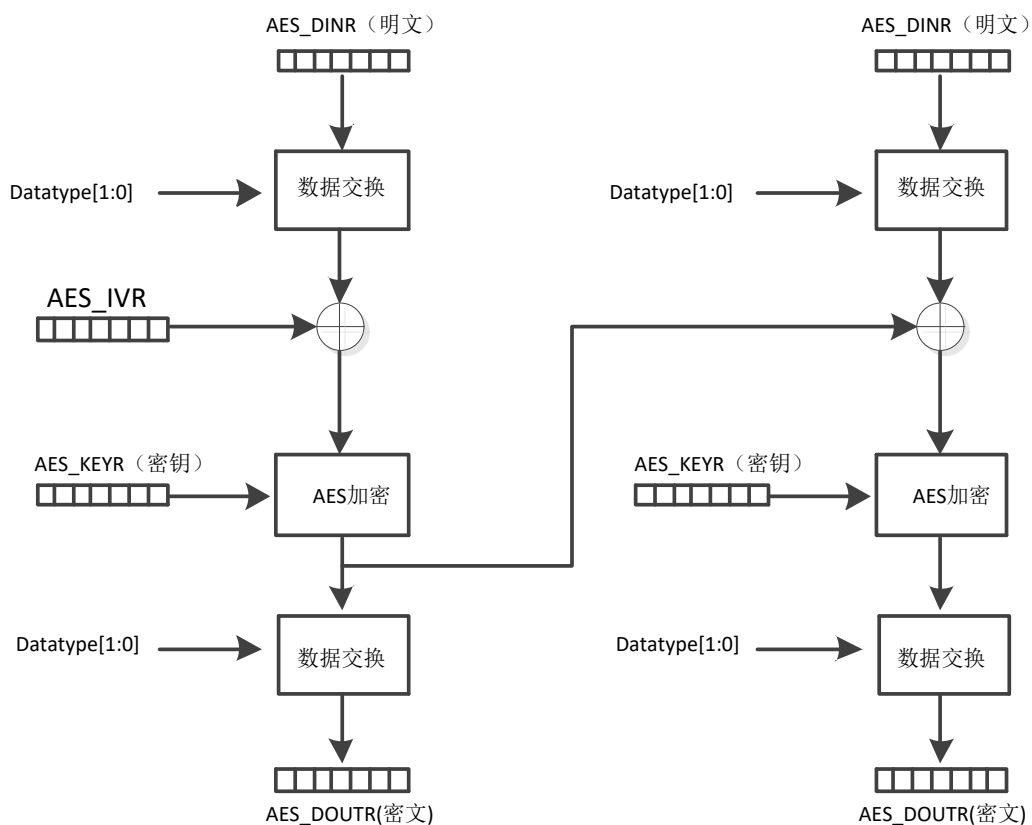 AES_DINR（明文）
数据交换
Datatype[1:0]
AES_IVR
AES_KEYR（密钥）
AES加密
Datatype[1:0]
数据交换
AES_DOUTR(密文)
AES_DINR（明文）
数据交换
Datatype[1:0]
AES_KEYR（密钥）
AES加密
Datatype[1:0]
数据交换
AES_DOUTR(密文)